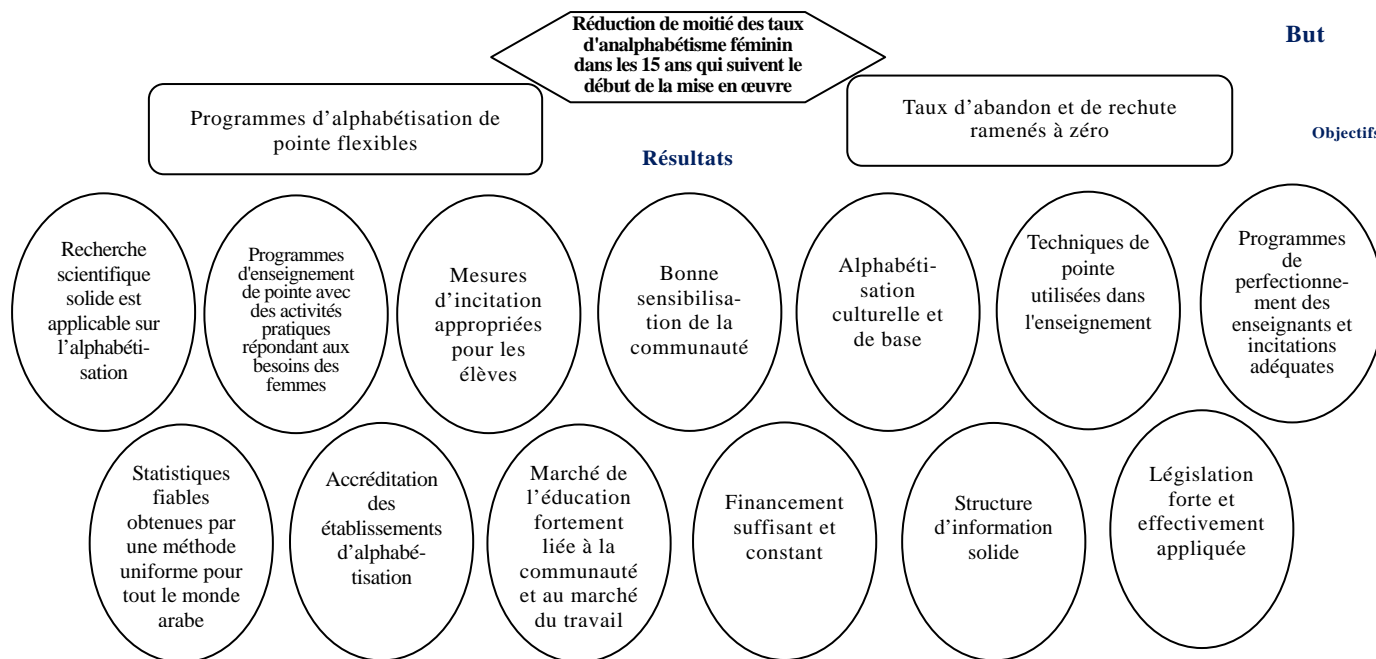 Réduction de moitié des taux
d'analphabétisme féminin
dans les 15 ans qui suivent le
début de la mise en œuvre
But
Programmes d’alphabétisation de
pointe flexibles
Taux d’abandon et de rechute
ramenés à zéro
Objectifs
Résultats
Recherche
scientifique
solide est
applicable sur
l’alphabéti-
sation
Programmes
d'enseignement
de pointe avec
des activités
pratiques
répondant aux
besoins des
femmes
Mesures
d’incitation
appropriées
pour les
élèves
Bonne
sensibilisa-
tion de la
communauté
Alphabéti-
sation
culturelle et
de base
Techniques de
pointe
utilisées dans
l'enseignement
Programmes
de
perfectionne-
ment des
enseignants et
incitations
adéquates
Statistiques
fiables
obtenues par
une méthode
uniforme pour
tout le monde
arabe
Accréditation
des
établissements
d’alphabé-
tisation
Marché de
l’éducation
fortement
liée à la
communauté
et au marché
du travail
Financement
suffisant et
constant
Structure
d’information
solide
Législation
forte et
effectivement
appliquée